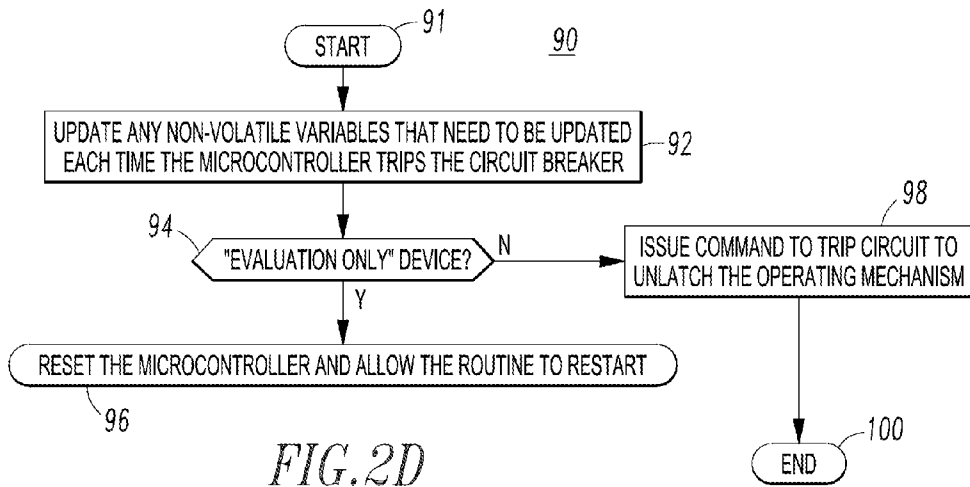 START
91
90
UPDATE ANY NON-VOLATILE VARIABLES THAT NEED TO BE UPDATED
EACH TIME THE MICROCONTROLLER TRIPS THE CIRCUIT BREAKER
92
94
"EVALUATION ONLY" DEVICE?
N
98
ISSUE COMMAND TO TRIP CIRCUIT TO
UNLATCH THE OPERATING MECHANISM
Y
RESET THE MICROCONTROLLER AND ALLOW THE ROUTINE TO RESTART
96
100
END
FIG.2D